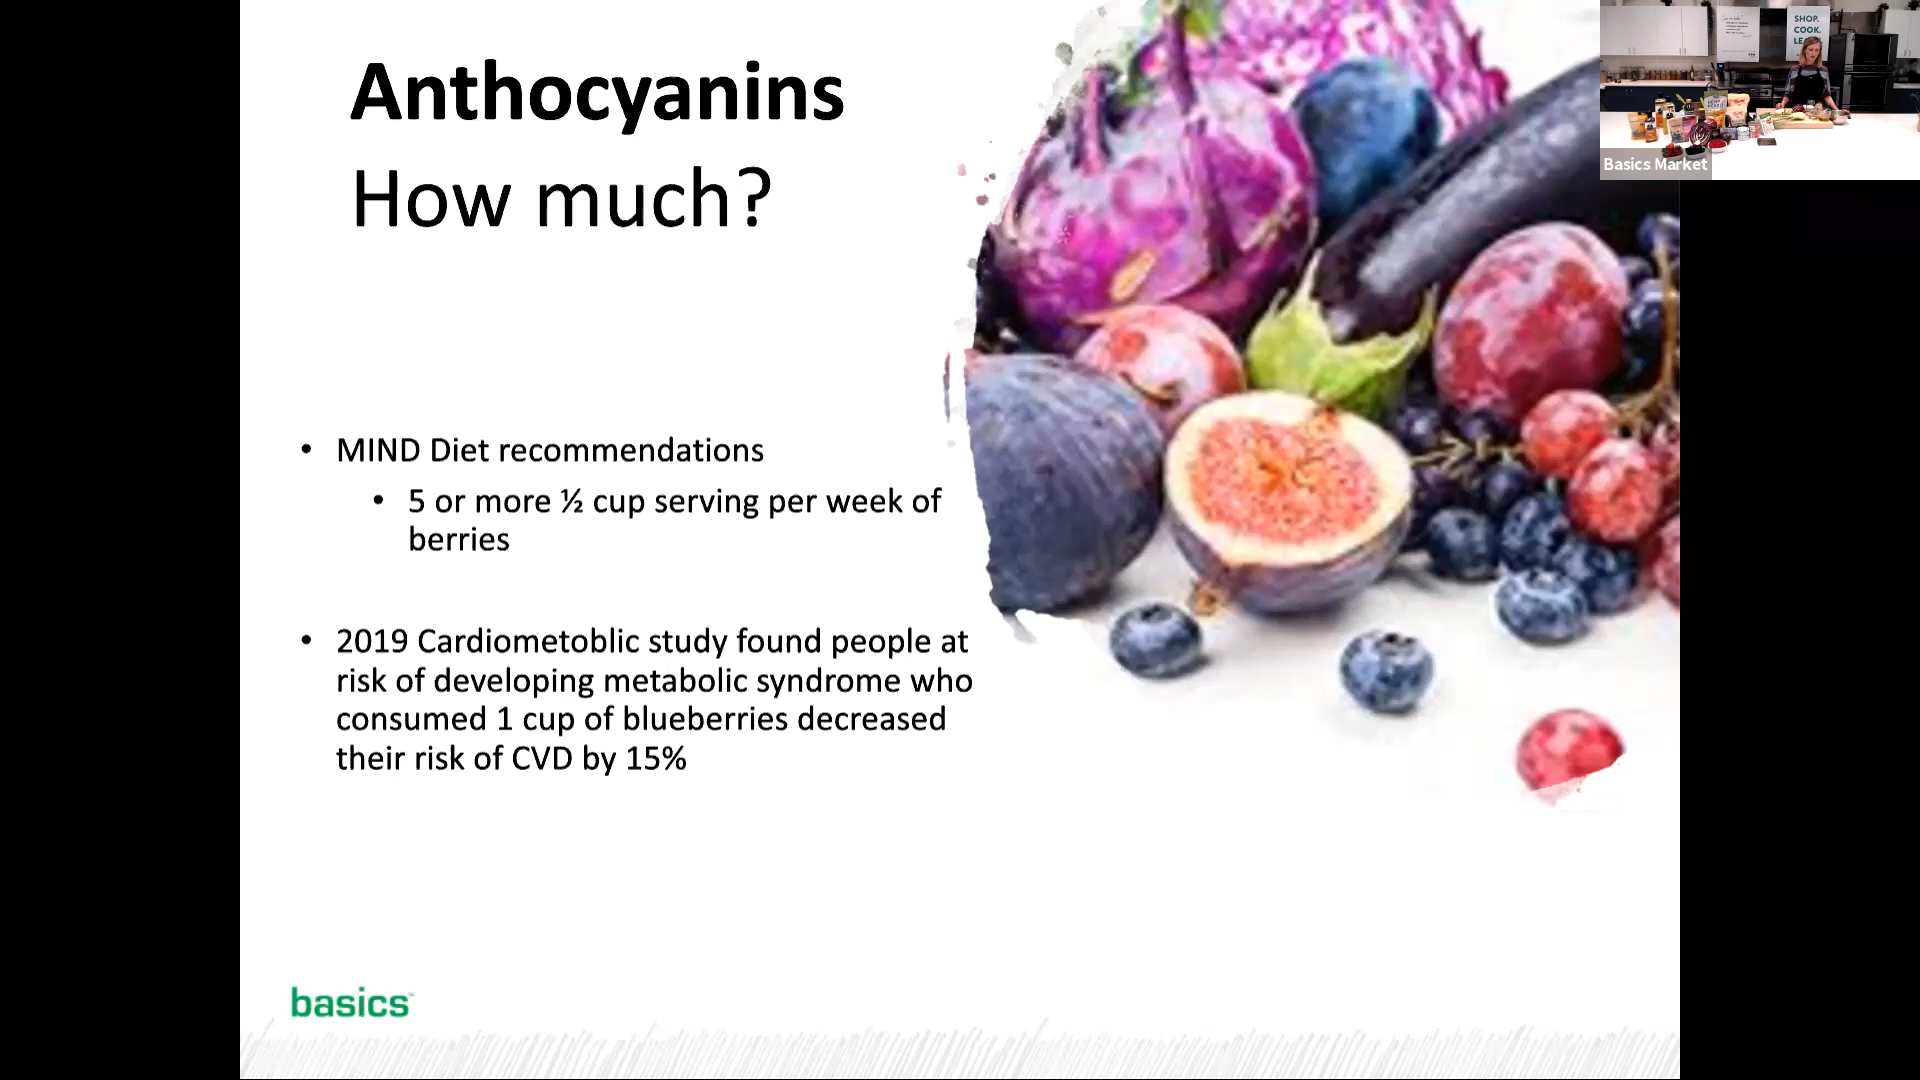 Anthocyanins
How much?
• MIND Diet recommendations
• 5 or more ½ cup serving per week of
berries
• 2019 Cardiometoblic study found people at
risk of developing metabolic syndrome who
consumed 1 cup of blueberries decreased
their risk of CVD by 15%
basics™
SHOP.
COOK.
Basics Market